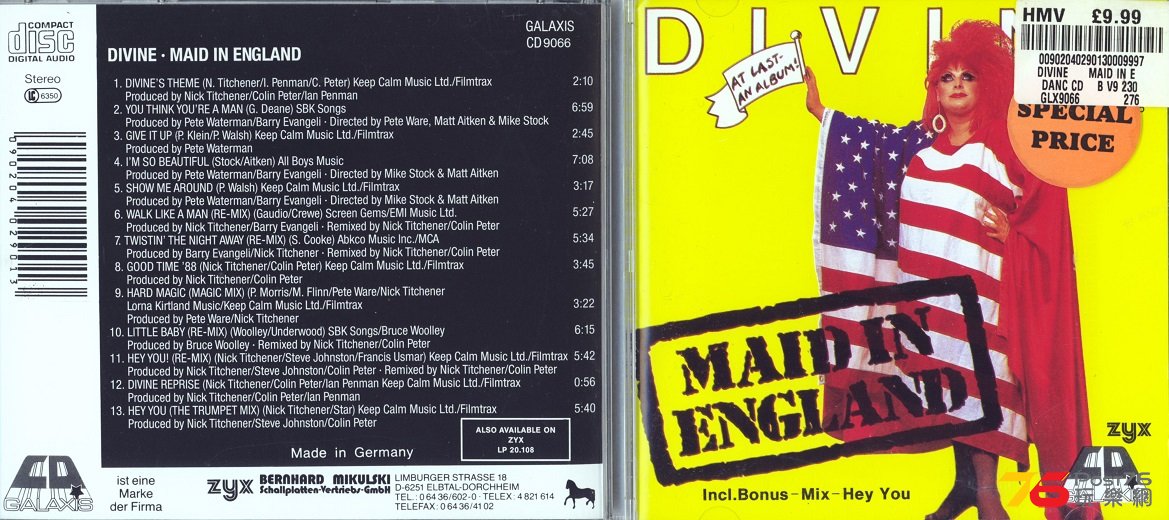 COMPACT
disc
DIGITAL AUDIO
Stereo
LC 6350
0902040290133
GALAXIS
CD 9066
DIVINE · MAID IN ENGLAND
1. DIVINE'S THEME (N. Titchener/I. Penman/C. Peter) Keep Calm Music Ltd./Filmtrax 2:10
Produced by Nick Titchener/Colin Peter/Ian Penman
2. YOU THINK YOU'RE A MAN (G. Deane) SBK Songs 6:59
Produced by Pete Waterman/Barry Evangeli · Directed by Pete Ware, Matt Aitken & Mike Stock
3. GIVE IT UP (P. Klein/P. Walsh) Keep Calm Music Ltd./Filmtrax 2:45
Produced by Pete Waterman
4. I'M SO BEAUTIFUL (Stock/Aitken) All Boys Music 7:08
Produced by Pete Waterman/Barry Evangeli · Directed by Mike Stock & Matt Aitken
5. SHOW ME AROUND (P. Walsh) Keep Calm Music Ltd./Filmtrax 3:17
Produced by Pete Waterman/Barry Evangeli · Directed by Mike Stock & Matt Aitken
6. WALK LIKE A MAN (RE-MIX) (Gaudio/Crewe) Screen Gems/EMI Music Ltd. 5:27
Produced by Nick Titchener/Barry Evangeli · Remixed by Nick Titchener/Colin Peter
7. TWISTIN' THE NIGHT AWAY (RE-MIX) (S. Cooke) Abkco Music Inc./MCA 5:34
Produced by Barry Evangeli/Nick Titchener · Remixed by Nick Titchener/Colin Peter
8. GOOD TIME '88 (Nick Titchener/Colin Peter) Keep Calm Music Ltd./Filmtrax 3:45
Produced by Nick Titchener/Colin Peter
9. HARD MAGIC (MAGIC MIX) (P. Morris/M. Flinn/Pete Ware/Nick Titchener
Lorna Kirtland Music/Keep Calm Music Ltd./Filmtrax 3:22
Produced by Pete Ware/Nick Titchener
10. LITTLE BABY (RE-MIX) (Woolley/Underwood) SBK Songs/Bruce Woolley 6:15
Produced by Bruce Woolley · Remixed by Nick Titchener/Colin Peter
11. HEY YOU! (RE-MIX) (Nick Titchener/Steve Johnston/Francis Usmar) Keep Calm Music Ltd./Filmtrax 5:42
Produced by Nick Titchener/Steve Johnston/Colin Peter · Remixed by Nick Titchener/Colin Peter
12. DIVINE REPRISE (Nick Titchener/Colin Peter/Ian Penman Keep Calm Music Ltd./Filmtrax 0:56
Produced by Nick Titchener/Colin Peter/Ian Penman
13. HEY YOU (THE TRUMPET MIX) (Nick Titchener/Star) Keep Calm Music Ltd./Filmtrax 5:40
Produced by Nick Titchener/Steve Johnston/Colin Peter
Made in Germany
ALSO AVAILABLE ON
ZYX
LP 20.108
CD
GALAXIS
ist eine
Marke
der Firma
zyx BERNHARD MIKULSKI
Schallplatten-Vertriebs-GmbH
LIMBURGER STRASSE 18
D-6251 ELBTAL-DORCHHEIM
TEL.: 0 64 36/602-0 · TELEX: 4 821 614
TELEFAX: 0 64 36/41 02
DIVIN
AT LAST-
AN ALBUM!
HMV £9.99
00902040290130009997
DIVINE MAID IN E
DANC CD B V9 230
GLX9066 276
SPECIAL
PRICE
MAID IN
ENGLAND
Incl. Bonus-Mix-Hey You
zyx
GALAXIS